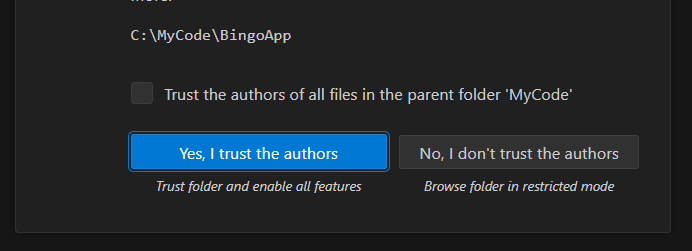 C:\MyCode\BingoApp
Trust the authors of all files in the parent folder 'MyCode'
Yes, I trust the authors
No, I don't trust the authors
Trust folder and enable all features
Browse folder in restricted mode